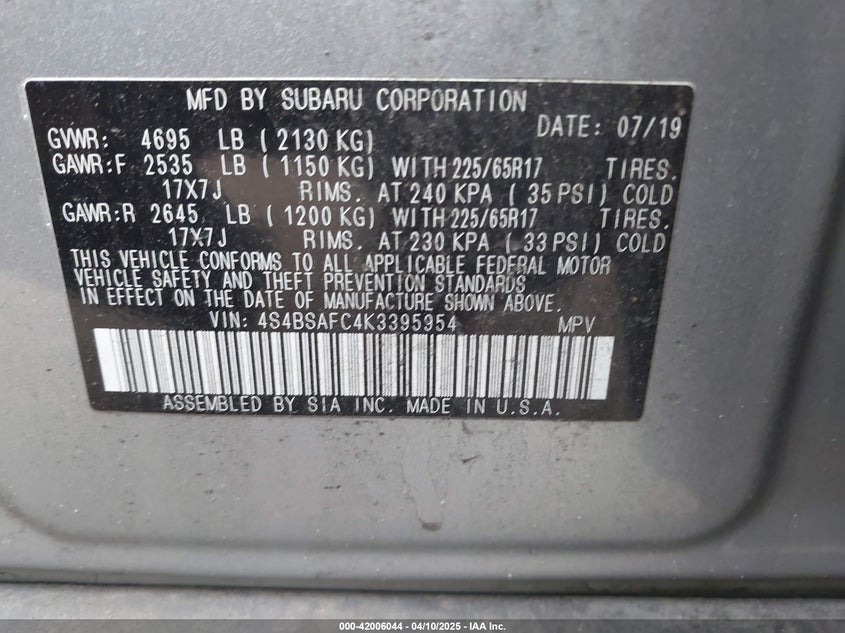 MFD BY SUBARU CORPORATION
DATE: 07/19
GVWR: 4695 LB ( 2130 KG)
GAWR:F 2535 LB ( 1150 KG) WITH 225/65R17 TIRES.
17X7J RIMS. AT 240 KPA ( 35 PSI) COLD
GAWR:R 2645 LB ( 1200 KG) WITH 225/65R17 TIRES.
17X7J RIMS. AT 230 KPA ( 33 PSI) COLD
THIS VEHICLE CONFORMS TO ALL APPLICABLE FEDERAL MOTOR
VEHICLE SAFETY AND THEFT PREVENTION STANDARDS
IN EFFECT ON THE DATE OF MANUFACTURE SHOWN ABOVE.
VIN: 4S4BSAFC4K3395954 MPV
ASSEMBLED BY SIA INC. MADE IN U.S.A.
000-42006044 - 04/10/2025 - IAA Inc.